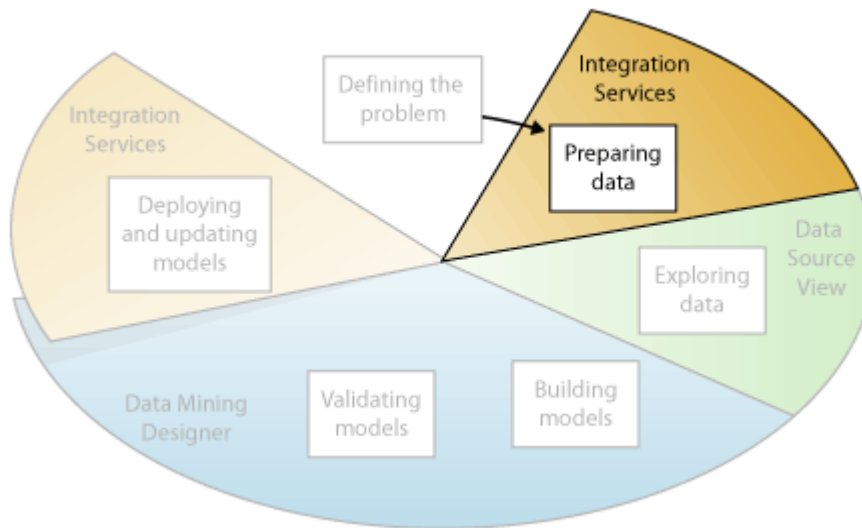 Defining the
problem
Integration
Services
Preparing
data
Data
Source
View
Exploring
data
Building
models
Validating
models
Data Mining
Designer
Integration
Services
Deploying
and updating
models